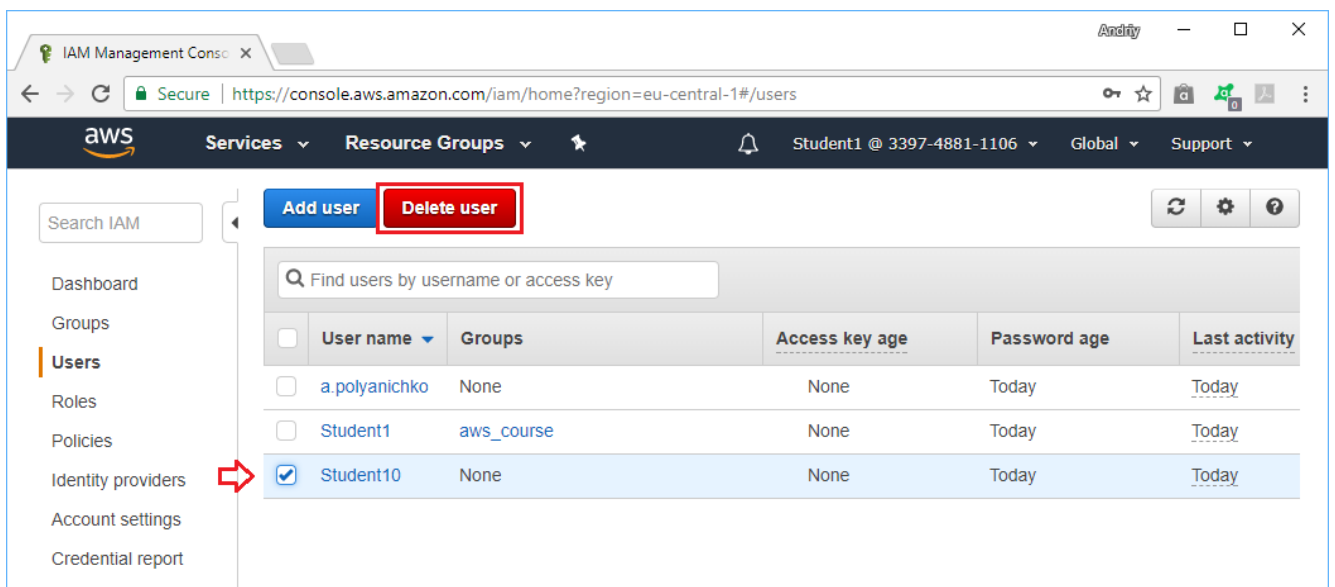 Andriy
IAM Management Conso
Secure https://console.aws.amazon.com/iam/home?region=eu-central-1#/users
0
aws Services Resource Groups Student1 @ 3397-4881-1106 Global Support
Search IAM
Add user Delete user
Find users by username or access key
Dashboard
Groups
Users
Roles
Policies
Identity providers
Account settings
Credential report
User name Groups Access key age Password age Last activity
a.polyanichko None None Today Today
Student1 aws_course None Today Today
Student10 None None Today Today